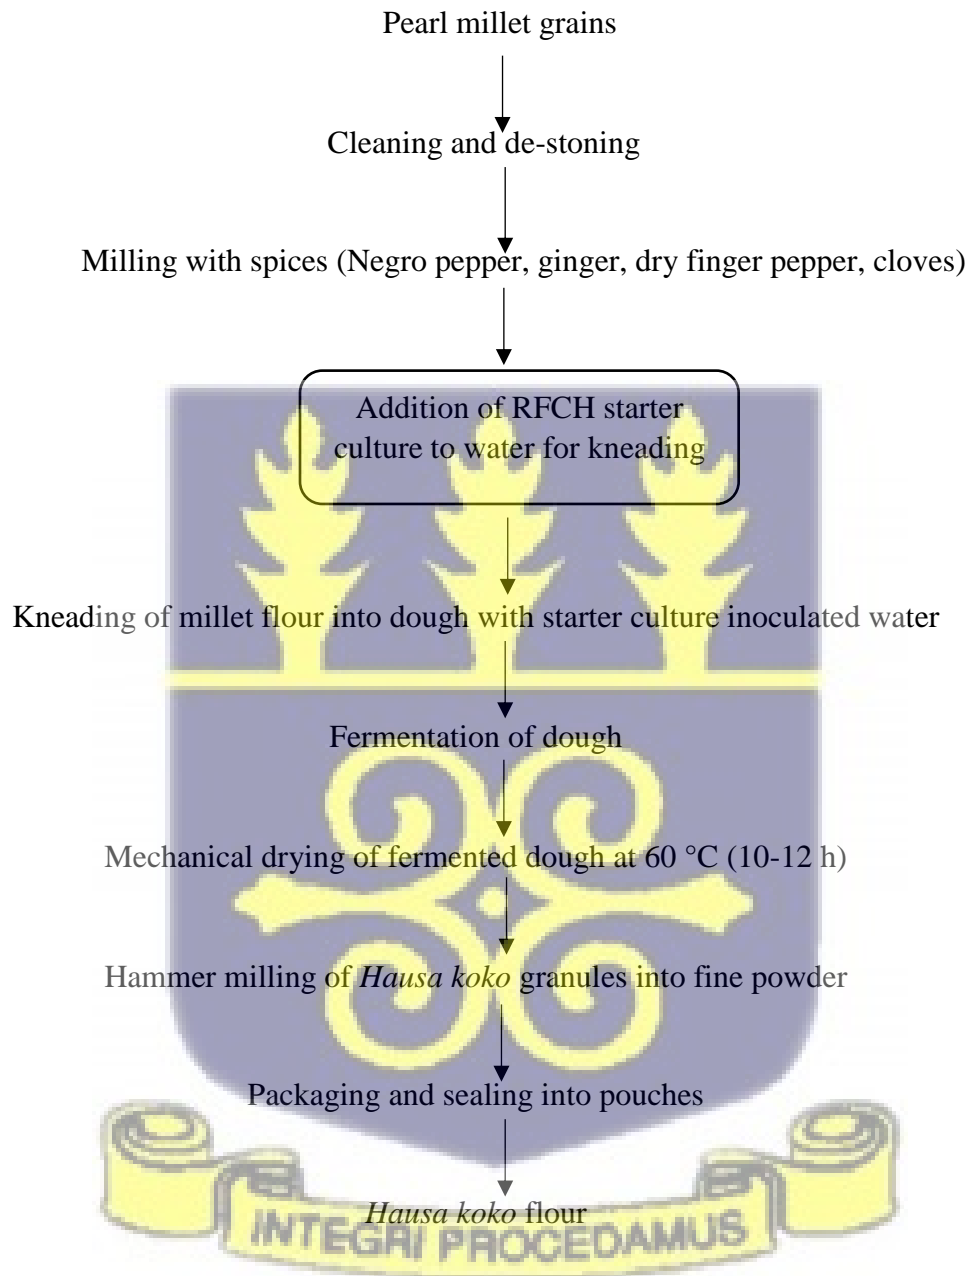 Pearl millet grains
Cleaning and de-stoning
Milling with spices (Negro pepper, ginger, dry finger pepper, cloves)
Addition of RFCH starter
culture to water for kneading
Kneading of millet flour into dough with starter culture inoculated water
Fermentation of dough
Mechanical drying of fermented dough at 60 °C (10-12 h)
Hammer milling of Hausa koko granules into fine powder
Packaging and sealing into pouches
Hausa koko flour
INTEGRI PROCEDAMUS